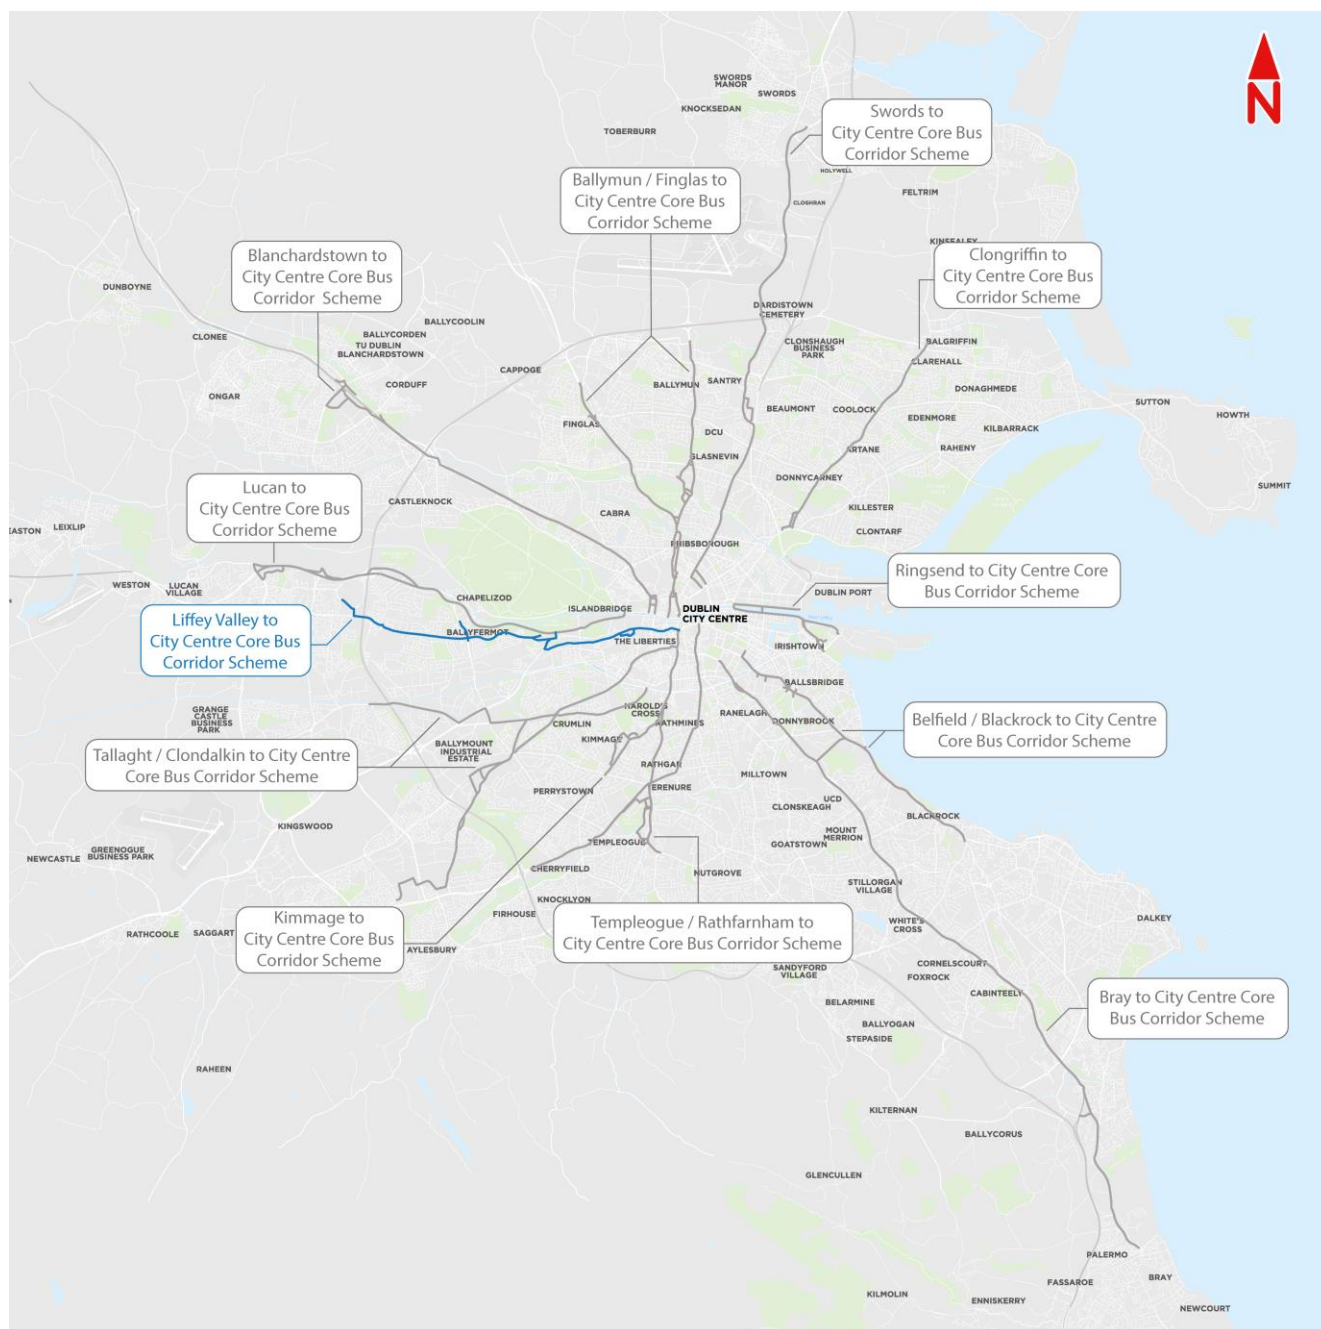 N
SWORDS
MANOR
SWORDS
KNOCKSEDAN
TOBERBURR
Swords to
City Centre Core Bus
Corridor Scheme
HOLYWELL
FELTRIM
CLOGHRAN
Ballymun / Finglas to
City Centre Core Bus
Corridor Scheme
KINSEALEY
Clongriffin to
City Centre Core Bus
Corridor Scheme
Blanchardstown to
City Centre Core Bus
Corridor Scheme
DUNBOYNE
DARDISTOWN
CEMETERY
BALLYCOOLIN
CLONEE
BALLYCORDEN
TU DUBLIN
BLANCHARDSTOWN
CLONSHAUGH
BUSINESS
PARK
BALGRIFFIN
CLAREHALL
CAPPOGE
CORDUFF
BALLYMUN
SANTRY
DONAGHMEDE
ONGAR
BEAUMONT
COOLOCK
EDENMORE
SUTTON
HOWTH
FINGLAS
DCU
KILBARRACK
ARTANE
RAHENY
GLASNEVIN
DONNYCARNEY
SUMMIT
Lucan to
City Centre Core Bus
Corridor Scheme
CASTLEKNOCK
CABRA
KILLESTER
CLONTARF
EASTON
LEIXLIP
PHIBSBOROUGH
Ringsend to City Centre Core
Bus Corridor Scheme
WESTON
LUCAN
VILLAGE
CHAPELIZOD
ISLANDBRIDGE
DUBLIN
CITY CENTRE
DUBLIN PORT
Liffey Valley to
City Centre Core Bus
Corridor Scheme
BALLYFERMOT
THE LIBERTIES
IRISHTOWN
BALLSBRIDGE
GRANGE
CASTLE
BUSINESS
PARK
HAROLD'S
CROSS
RATHMINES
RANELAGH
DONNYBROOK
Belfield / Blackrock to City Centre
Core Bus Corridor Scheme
CRUMLIN
KIMMAGE
Tallaght / Clondalkin to City Centre
Core Bus Corridor Scheme
BALLYMOUNT
INDUSTRIAL
ESTATE
RATHGAR
MILLTOWN
PERRYSTOWN
TERENURE
UCD
CLONSKEAGH
BLACKROCK
KINGSWOOD
MOUNT
MERRION
GOATSTOWN
TEMPLEOGUE
NEWCASTLE
GREENOGUE
BUSINESS PARK
CHERRYFIELD
NUTGROVE
STILLORGAN
VILLAGE
KNOCKLYON
FIRHOUSE
Kimmage to
City Centre Core Bus
Corridor Scheme
Templeogue / Rathfarnham to
City Centre Core Bus Corridor Scheme
WHITE'S
CROSS
DALKEY
RATHCOOLE
SAGGART
AYLESBURY
SANDYFORD
VILLAGE
CORNELSCOURT
FOXROCK
CABINTEELY
Bray to City Centre Core
Bus Corridor Scheme
BELARMINE
BALLYOGAN
STEPASIDE
RAHEEN
KILTERNAN
BALLYCORUS
GLENCULLEN
PALERMO
FASSAROE
BRAY
KILMOLIN
ENNISKERRY
NEWCOURT